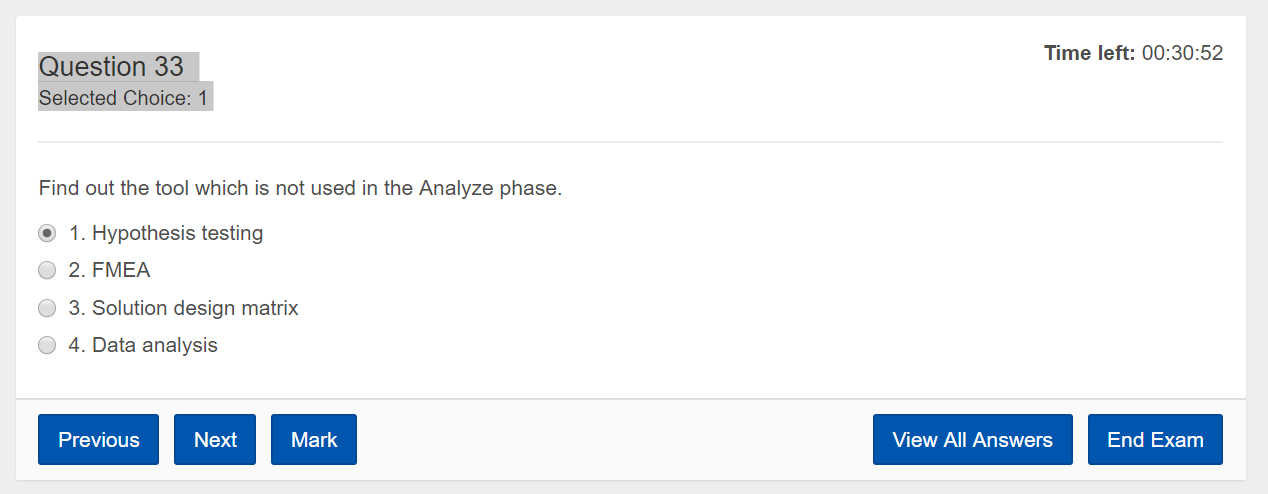 Question 33
Selected Choice: 1
Time left: 00:30:52
Find out the tool which is not used in the Analyze phase.
1. Hypothesis testing
2. FMEA
3. Solution design matrix
4. Data analysis
Previous Next Mark View All Answers End Exam